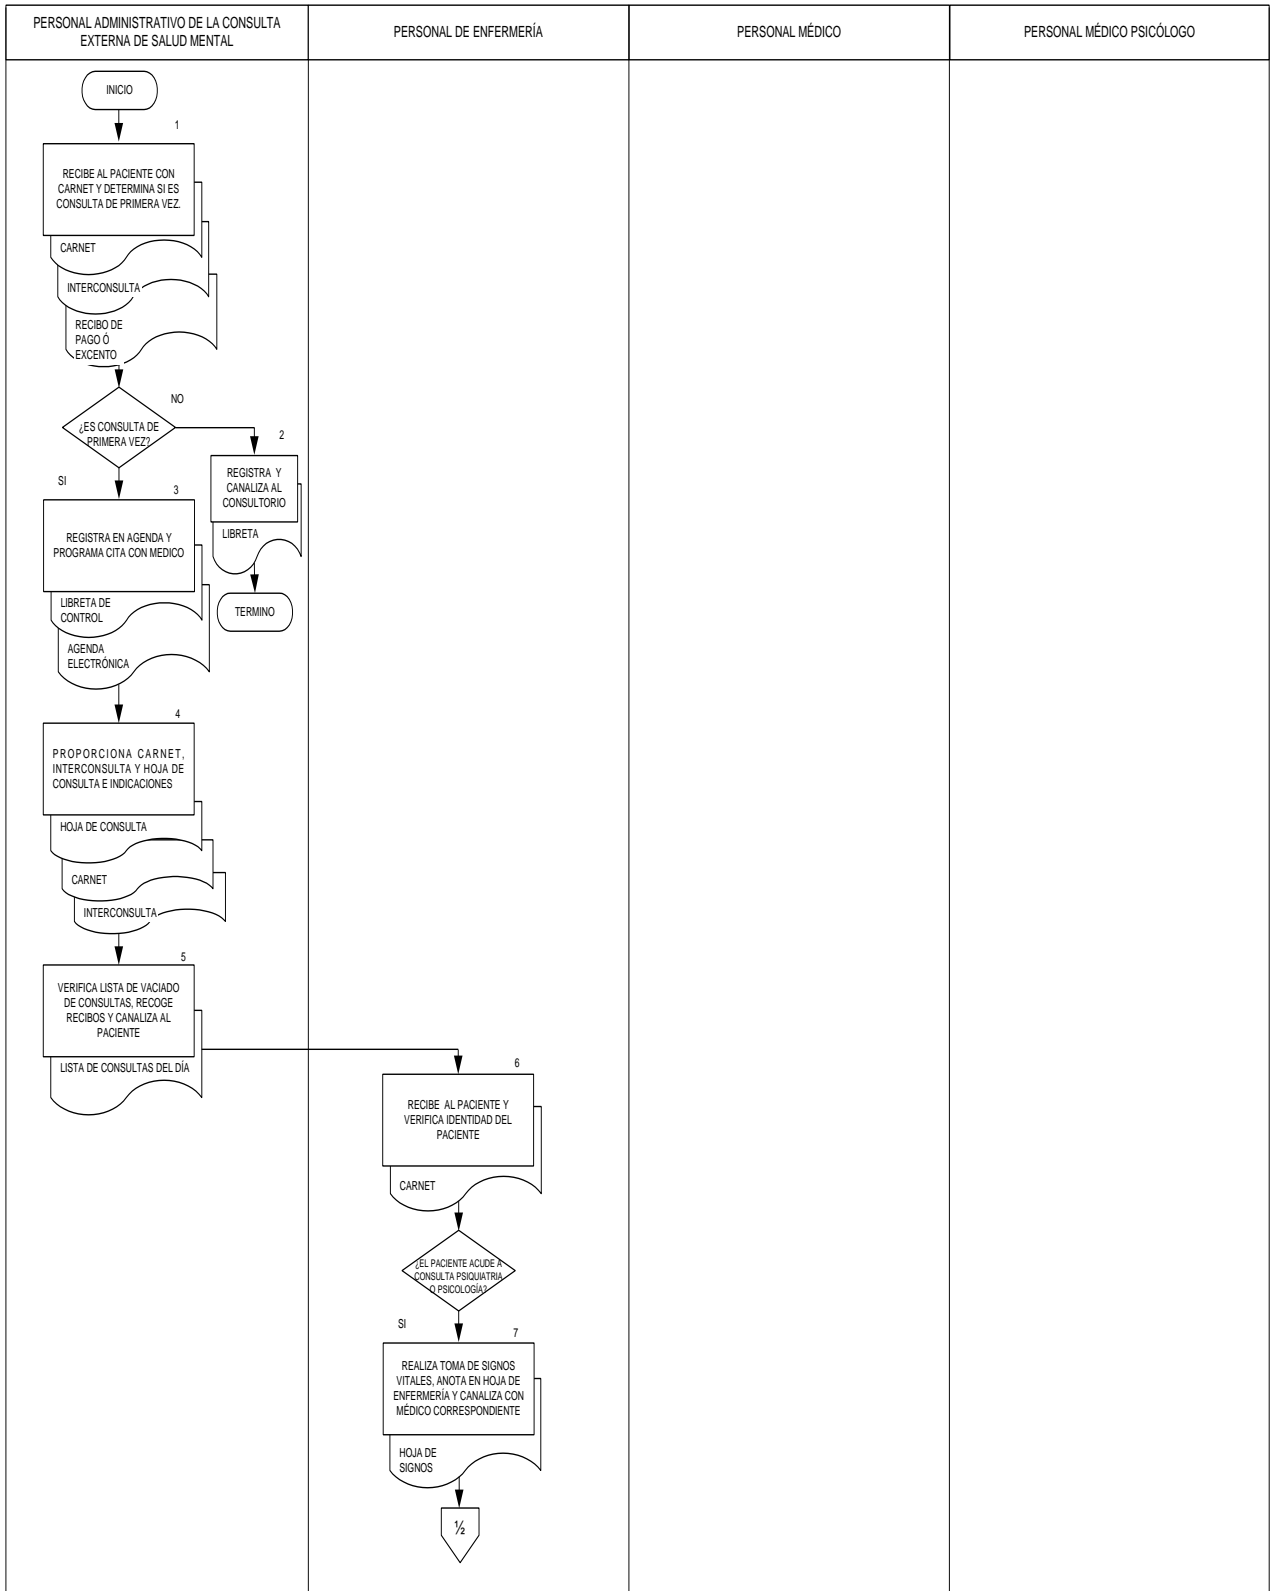 PERSONAL ADMINISTRATIVO DE LA CONSULTA
EXTERNA DE SALUD MENTAL
PERSONAL DE ENFERMERÍA
PERSONAL MÉDICO
PERSONAL MÉDICO PSICÓLOGO
INICIO
1
RECIBE AL PACIENTE CON
CARNET Y DETERMINA SI ES
CONSULTA DE PRIMERA VEZ.
CARNET
INTERCONSULTA
RECIBO DE
PAGO Ó
EXCENTO
NO
¿ES CONSULTA DE
PRIMERA VEZ?
2
REGISTRA Y
CANALIZA AL
CONSULTORIO
LIBRETA
TERMINO
SI
3
REGISTRA EN AGENDA Y
PROGRAMA CITA CON MEDICO
LIBRETA DE
CONTROL
AGENDA
ELECTRÓNICA
4
PROPORCIONA CARNET,
INTERCONSULTA Y HOJA DE
CONSULTA E INDICACIONES
HOJA DE CONSULTA
CARNET
INTERCONSULTA
5
VERIFICA LISTA DE VACIADO
DE CONSULTAS, RECOGE
RECIBOS Y CANALIZA AL
PACIENTE
LISTA DE CONSULTAS DEL DÍA
6
RECIBE AL PACIENTE Y
VERIFICA IDENTIDAD DEL
PACIENTE
CARNET
¿EL PACIENTE ACUDE A
CONSULTA PSIQUIATRIA
O PSICOLOGÍA?
SI
7
REALIZA TOMA DE SIGNOS
VITALES, ANOTA EN HOJA DE
ENFERMERÍA Y CANALIZA CON
MÉDICO CORRESPONDIENTE
HOJA DE
SIGNOS
½